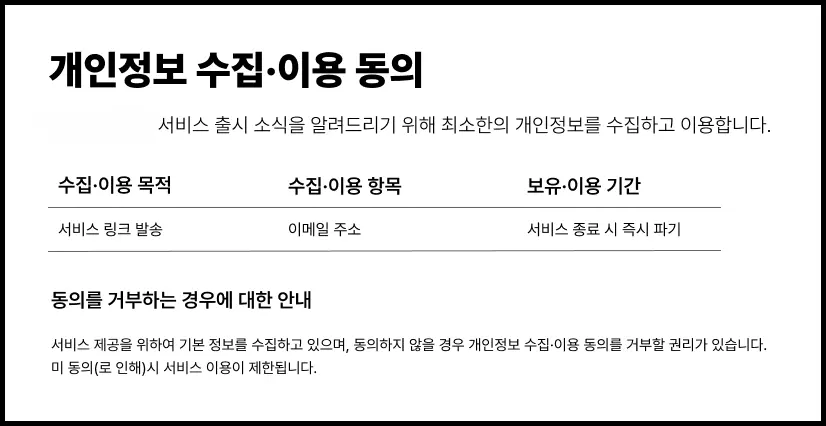 개인정보 수집·이용 동의
서비스 출시 소식을 알려드리기 위해 최소한의 개인정보를 수집하고 이용합니다.
수집·이용 목적 수집·이용 항목 보유·이용 기간
서비스 링크 발송 이메일 주소 서비스 종료 시 즉시 파기
동의를 거부하는 경우에 대한 안내
서비스 제공을 위하여 기본 정보를 수집하고 있으며, 동의하지 않을 경우 개인정보 수집·이용 동의를 거부할 권리가 있습니다.
미 동의(로 인해)시 서비스 이용이 제한됩니다.